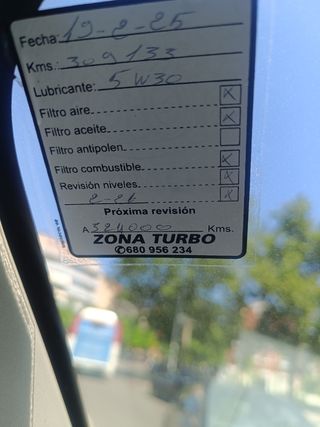 Fecha: 19-2-25
Kms.: 309133
Lubricante: 5W30
Filtro aire
Filtro aceite
Filtro antipolen
Filtro combustible
Revisión niveles
Próxima revisión
A 324000 Kms.
ZONA TURBO
✆680 956 234